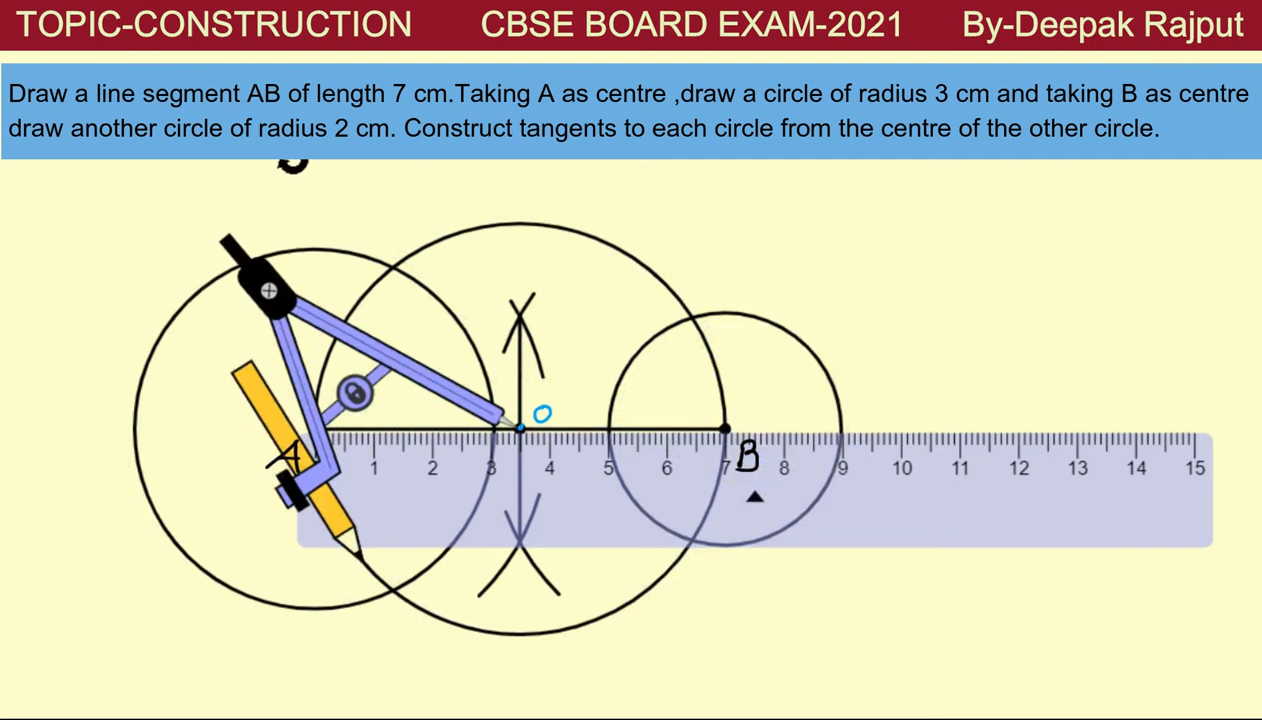 TOPIC-CONSTRUCTION CBSE BOARD EXAM-2021 By-Deepak Rajput
Draw a line segment AB of length 7 cm.Taking A as centre ,draw a circle of radius 3 cm and taking B as centre
draw another circle of radius 2 cm. Construct tangents to each circle from the centre of the other circle.
O
A
B
1 2 3 4 5 6 7 8 9 10 11 12 13 14 15